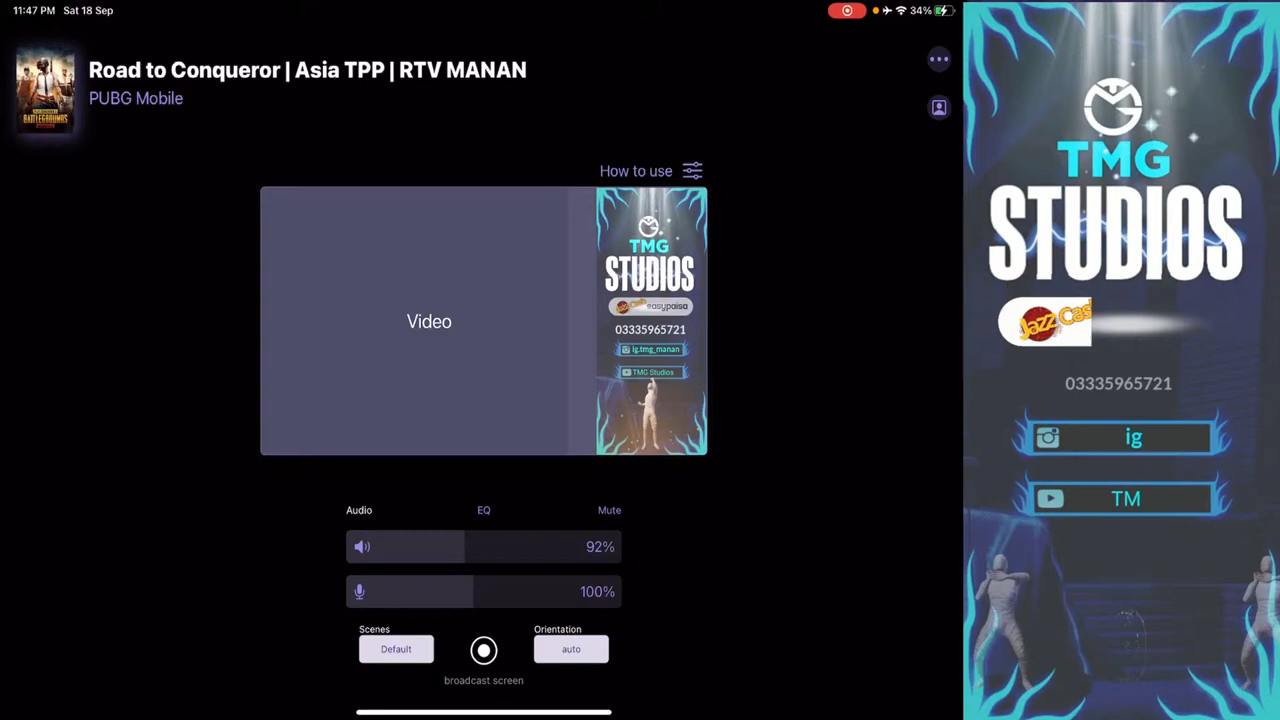 11:47 PM Sat 18 Sep
34%
Road to Conqueror | Asia TPP | RTV MANAN
PUBG Mobile
How to use
Video
TMG
STUDIOS
easypaisa
03335965721
ig.tmg_manan
TMG Studios
Audio EQ Mute
92%
100%
Scenes Orientation
Default auto
broadcast screen
TMG
STUDIOS
Jazz Cas
03335965721
ig
TM